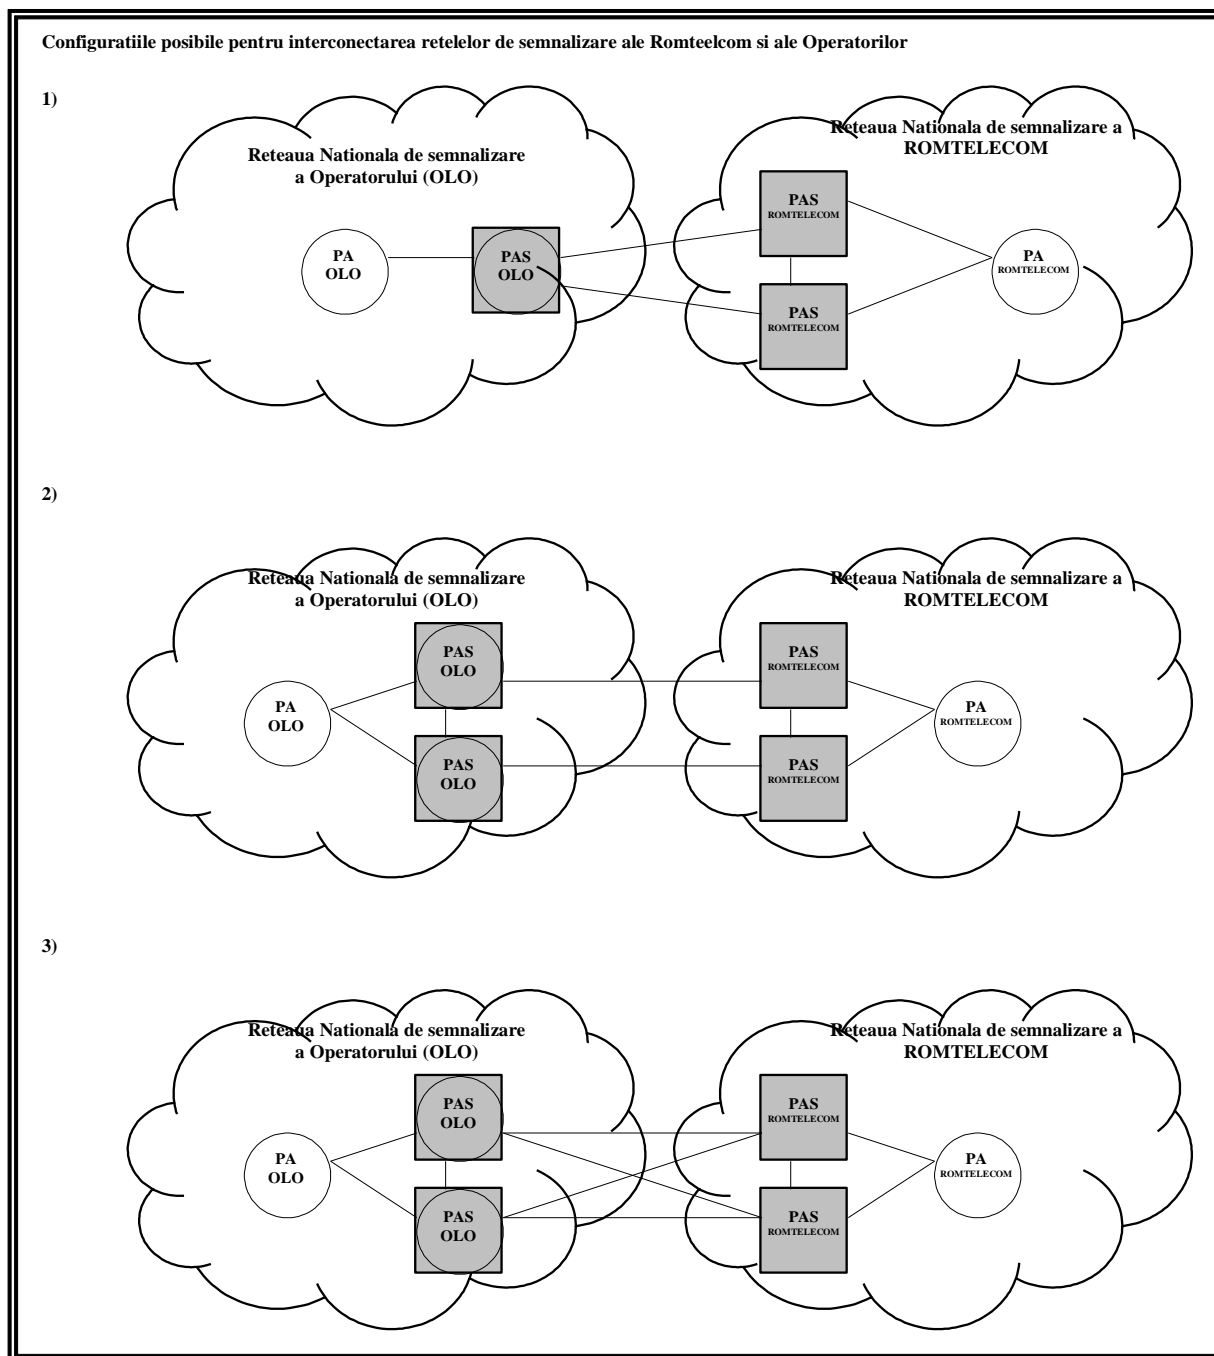 Configuratiile posibile pentru interconectarea retelelor de semnalizare ale Romteelcom si ale Operatorilor
1)
Reteaua Nationala de semnalizare
a Operatorului (OLO)
Reteaua Nationala de semnalizare a
ROMTELECOM
PA
OLO
PAS
OLO
PAS
ROMTELECOM
PAS
ROMTELECOM
PA
ROMTELECOM
2)
Reteaua Nationala de semnalizare
a Operatorului (OLO)
Reteaua Nationala de semnalizare a
ROMTELECOM
PA
OLO
PAS
OLO
PAS
OLO
PAS
ROMTELECOM
PAS
ROMTELECOM
PA
ROMTELECOM
3)
Reteaua Nationala de semnalizare
a Operatorului (OLO)
Reteaua Nationala de semnalizare a
ROMTELECOM
PA
OLO
PAS
OLO
PAS
OLO
PAS
ROMTELECOM
PAS
ROMTELECOM
PA
ROMTELECOM